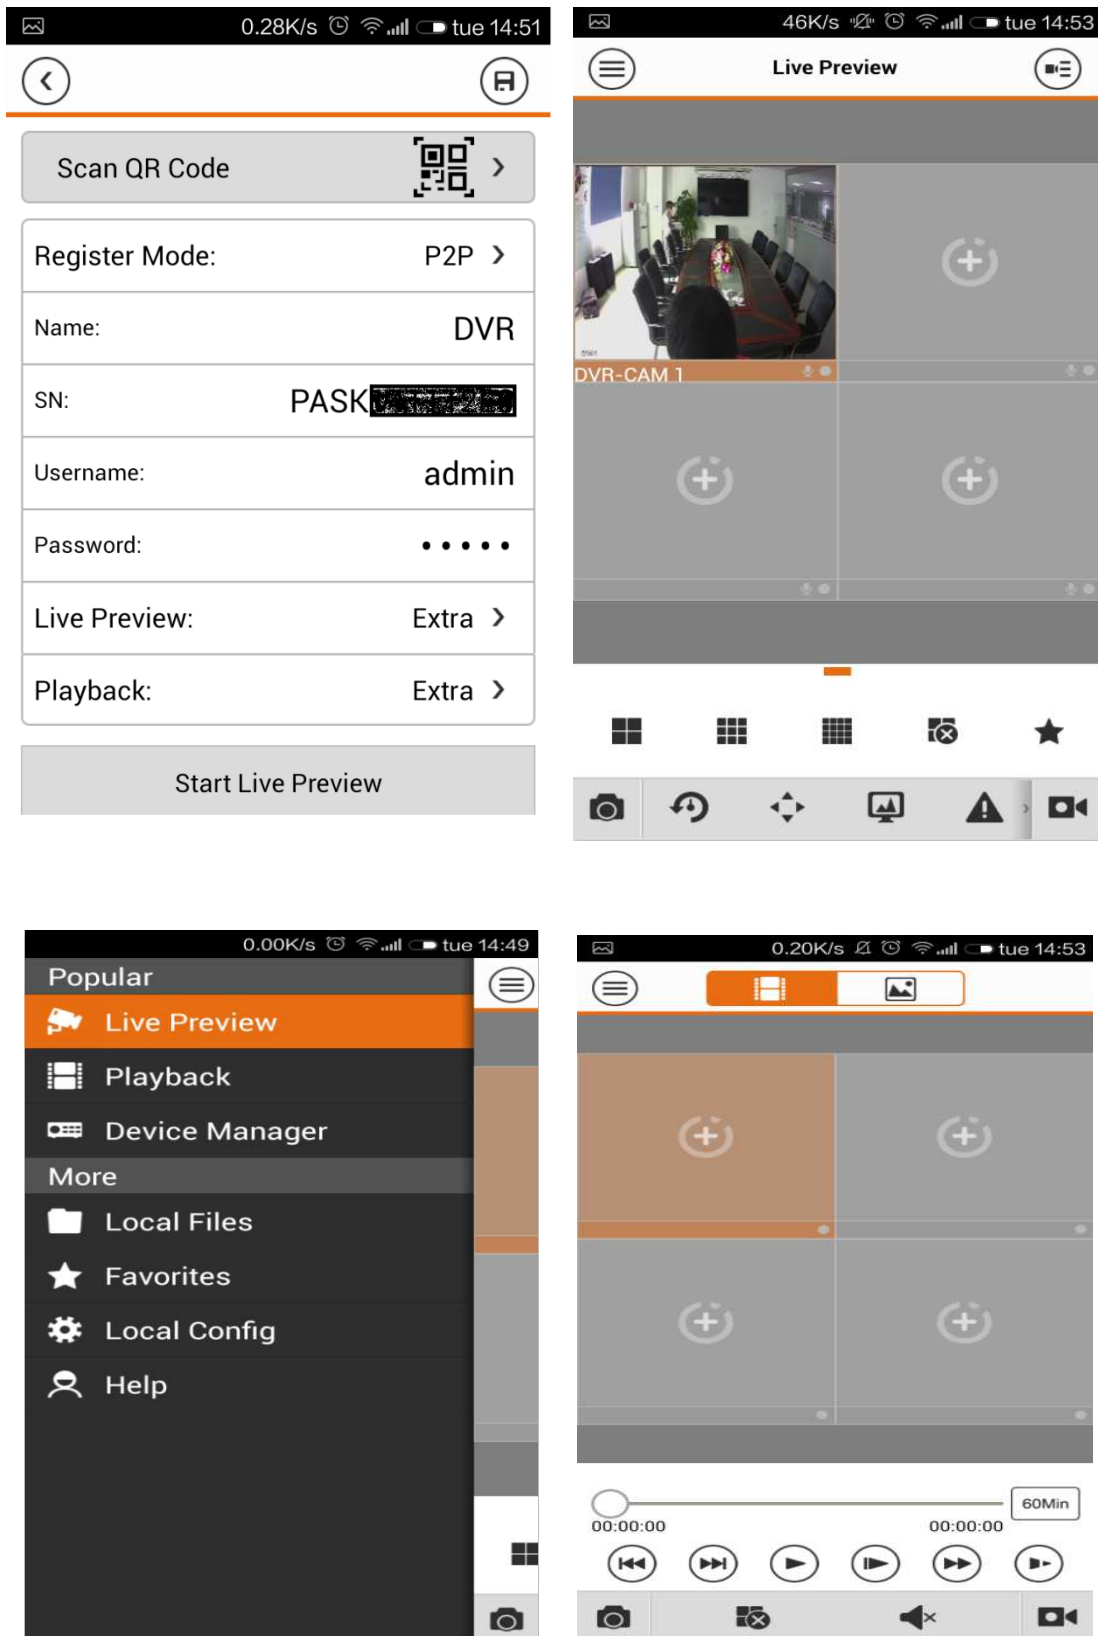 0.28K/s tue 14:51
Scan QR Code
Register Mode: P2P
Name: DVR
SN: PASK
Username: admin
Password: •••••
Live Preview: Extra
Playback: Extra
Start Live Preview
46K/s tue 14:53
Live Preview
DVR-CAM 1
0.00K/s tue 14:49
Popular
Live Preview
Playback
Device Manager
More
Local Files
Favorites
Local Config
Help
0.20K/s tue 14:53
60Min
00:00:00 00:00:00